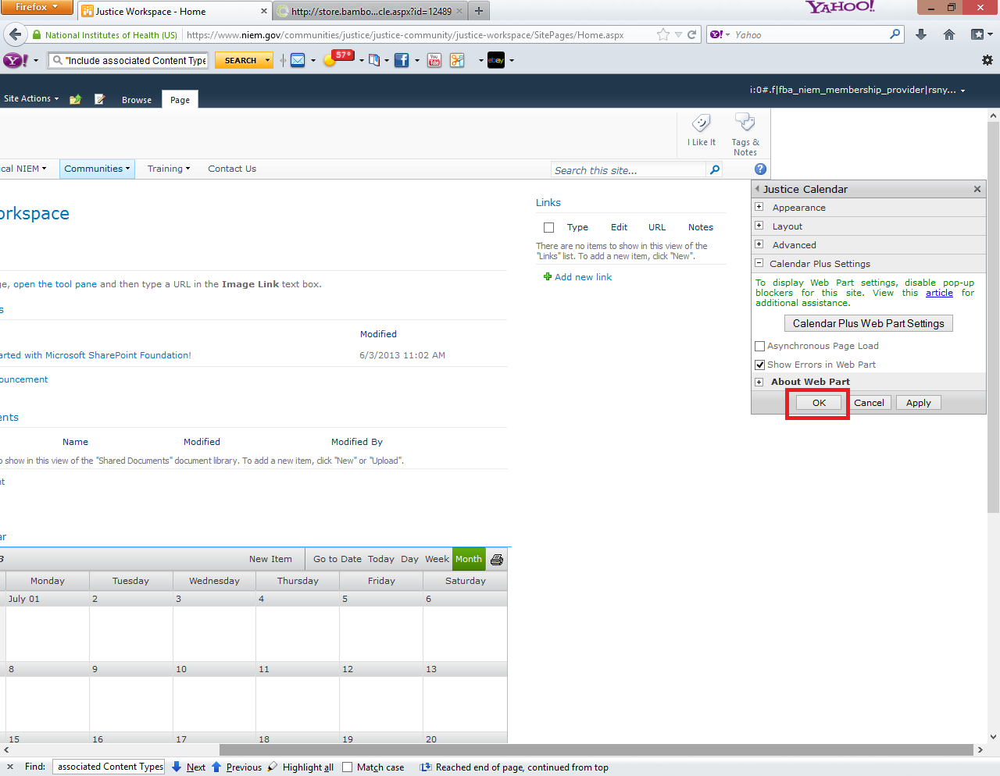 Firefox
Justice Workspace - Home
http://store.bambo...cle.aspx?id=12489
YAHOO!
National Institutes of Health (US)
https://www.niem.gov/communities/justice/justice-community/justice-workspace/SitePages/Home.aspx
Yahoo
Y!
"Include associated Content Type
SEARCH
57°
You Tube
ebay
Site Actions
Browse
Page
i:0#.f|fba_niem_membership_provider|rsny...
I Like It
Tags & Notes
ical NIEM
Communities
Training
Contact Us
Search this site...
Justice Calendar
Appearance
Layout
Advanced
Calendar Plus Settings
To display Web Part settings, disable pop-up
blockers for this site. View this article for
additional assistance.
Calendar Plus Web Part Settings
Asynchronous Page Load
Show Errors in Web Part
About Web Part
OK
Cancel
Apply
orkspace
Links
Type Edit URL Notes
There are no items to show in this view of the
"Links" list. To add a new item, click "New".
Add new link
ge, open the tool pane and then type a URL in the Image Link text box.
s
Modified
arted with Microsoft SharePoint Foundation!
6/3/2013 11:02 AM
ouncement
ents
Name Modified Modified By
o show in this view of the "Shared Documents" document library. To add a new item, click "New" or "Upload".
nt
ar
3
New Item
Go to Date Today Day Week Month
Monday Tuesday Wednesday Thursday Friday Saturday
July 01 2 3 4 5 6
8 9 10 11 12 13
15 16 17 18 19 20
Find: associated Content Types Next Previous Highlight all Match case Reached end of page, continued from top